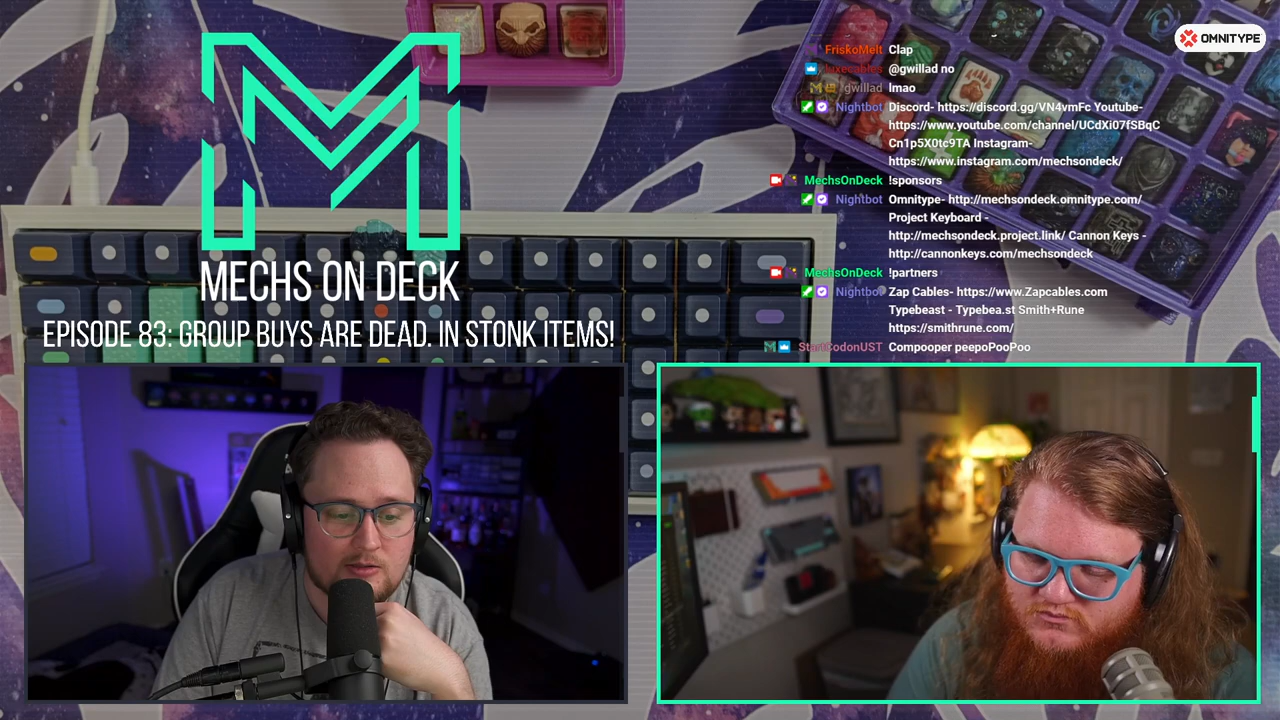 OMNITYPE
MECHS ON DECK
EPISODE 83: GROUP BUYS ARE DEAD. IN STONK ITEMS!
FriskoMelt Clap
luxecables @gwillad no
gwillad lmao
Nightbot Discord- https://discord.gg/VN4vmFc Youtube-
https://www.youtube.com/channel/UCdXi07fSBqC
Cn1p5X0tc9TA Instagram-
https://www.instagram.com/mechsondeck/
MechsOnDeck !sponsors
Nightbot Omnitype- http://mechsondeck.omnitype.com/
Project Keyboard -
http://mechsondeck.project.link/ Cannon Keys -
http://cannonkeys.com/mechsondeck
MechsOnDeck !partners
Nightbot Zap Cables- https://www.Zapcables.com
Typebeast - Typebea.st Smith+Rune
https://smithrune.com/
StartCodonUST Compooper peepoPooPoo